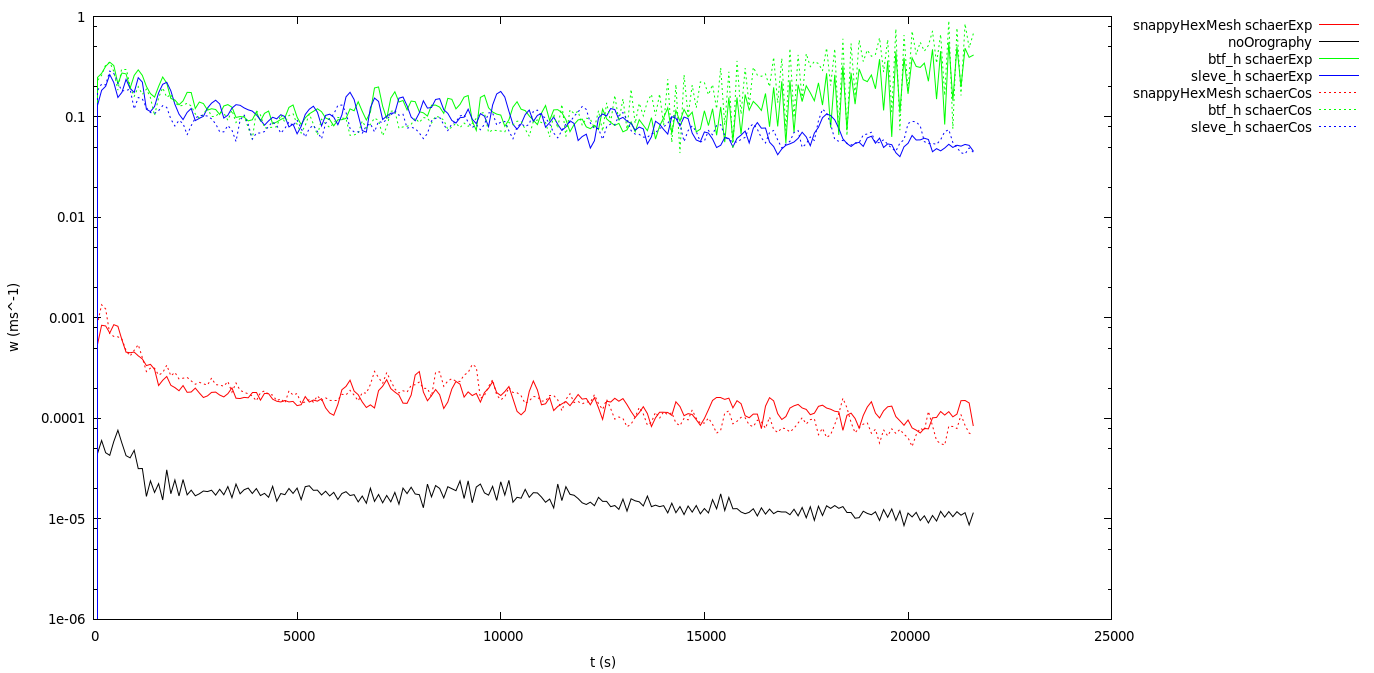 1
0.1
0.01
0.001
0.0001
1e-05
1e-06
0
5000
10000
15000
20000
25000
w (ms^-1)
t (s)
snappyHexMesh schaerExp
noOrography
btf_h schaerExp
sleve_h schaerExp
snappyHexMesh schaerCos
btf_h schaerCos
sleve_h schaerCos